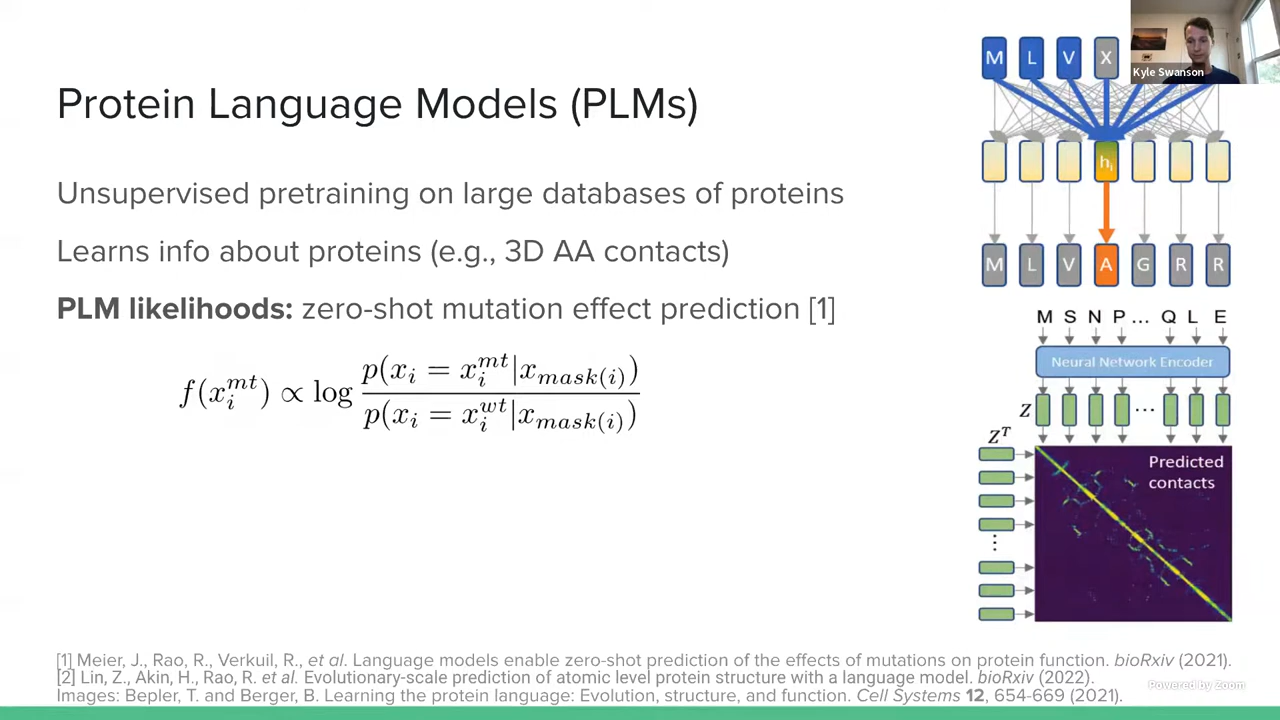 Protein Language Models (PLMs)
Unsupervised pretraining on large databases of proteins
Learns info about proteins (e.g., 3D AA contacts)
PLM likelihoods: zero-shot mutation effect prediction [1]
f(x_i^{mt}) ∝ log \frac{p(x_i = x_i^{mt}|x_{mask(i)})}{p(x_i = x_i^{wt}|x_{mask(i)})}
M L V X
Kyle Swanson
h_i
M L V A G R R
M S N P ... Q L E
Neural Network Encoder
Z ...
Z^T
Predicted
contacts
⋮
[1] Meier, J., Rao, R., Verkuil, R., et al. Language models enable zero-shot prediction of the effects of mutations on protein function. bioRxiv (2021).
[2] Lin, Z., Akin, H., Rao, R. et al. Evolutionary-scale prediction of atomic level protein structure with a language model. bioRxiv (2022).
Images: Bepler, T. and Berger, B. Learning the protein language: Evolution, structure, and function. Cell Systems 12, 654-669 (2021).
Powered by Zoom